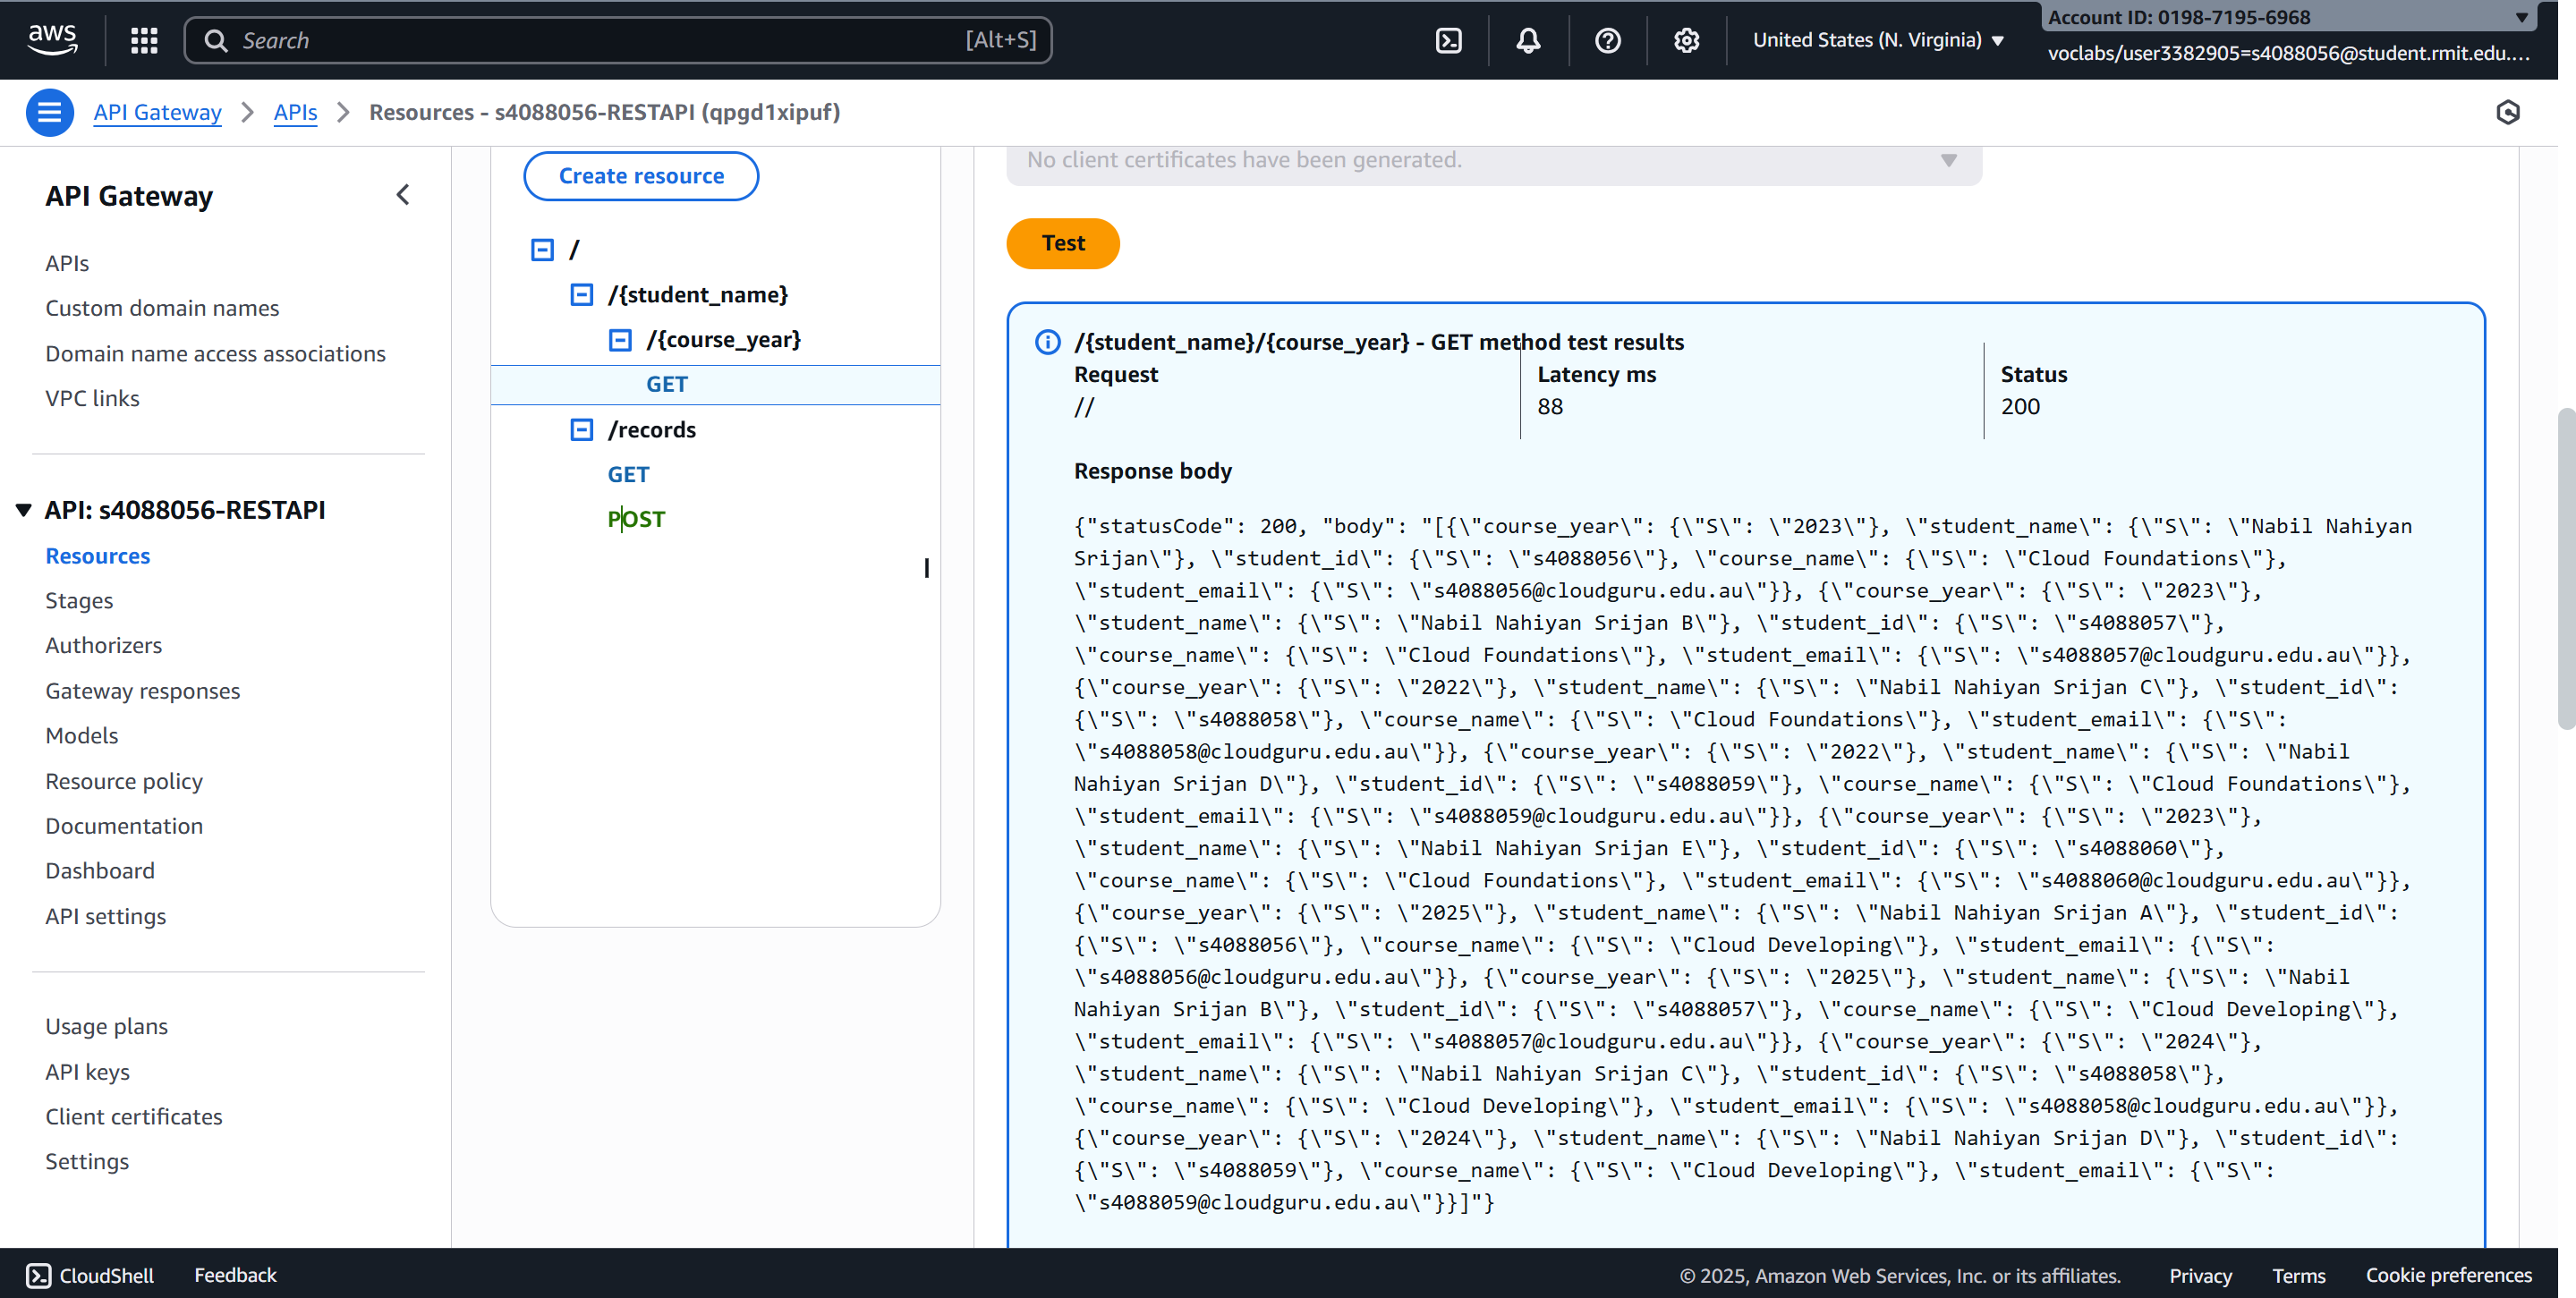 aws
Search
[Alt+S]
United States (N. Virginia)
Account ID: 0198-7195-6968
voclabs/user3382905=s4088056@student.rmit.edu....
API Gateway
APIs
Resources - s4088056-RESTAPI (qpgd1xipuf)
API Gateway
APIs
Custom domain names
Domain name access associations
VPC links
API: s4088056-RESTAPI
Resources
Stages
Authorizers
Gateway responses
Models
Resource policy
Documentation
Dashboard
API settings
Usage plans
API keys
Client certificates
Settings
Create resource
/
/{student_name}
/{course_year}
GET
/records
GET
POST
No client certificates have been generated.
Test
/{student_name}/{course_year} - GET method test results
Request
//
Latency ms
88
Status
200
Response body
{"statusCode": 200, "body": "[{\"course_year\": {\"S\": \"2023\"}, \"student_name\": {\"S\": \"Nabil Nahiyan
Srijan\"}, \"student_id\": {\"S\": \"s4088056\"}, \"course_name\": {\"S\": \"Cloud Foundations\"},
\"student_email\": {\"S\": \"s4088056@cloudguru.edu.au\"}}, {\"course_year\": {\"S\": \"2023\"},
\"student_name\": {\"S\": \"Nabil Nahiyan Srijan B\"}, \"student_id\": {\"S\": \"s4088057\"},
\"course_name\": {\"S\": \"Cloud Foundations\"}, \"student_email\": {\"S\": \"s4088057@cloudguru.edu.au\"}},
{\"course_year\": {\"S\": \"2022\"}, \"student_name\": {\"S\": \"Nabil Nahiyan Srijan C\"}, \"student_id\":
{\"S\": \"s4088058\"}, \"course_name\": {\"S\": \"Cloud Foundations\"}, \"student_email\": {\"S\":
\"s4088058@cloudguru.edu.au\"}}, {\"course_year\": {\"S\": \"2022\"}, \"student_name\": {\"S\": \"Nabil
Nahiyan Srijan D\"}, \"student_id\": {\"S\": \"s4088059\"}, \"course_name\": {\"S\": \"Cloud Foundations\"},
\"student_email\": {\"S\": \"s4088059@cloudguru.edu.au\"}}, {\"course_year\": {\"S\": \"2023\"},
\"student_name\": {\"S\": \"Nabil Nahiyan Srijan E\"}, \"student_id\": {\"S\": \"s4088060\"},
\"course_name\": {\"S\": \"Cloud Foundations\"}, \"student_email\": {\"S\": \"s4088060@cloudguru.edu.au\"}},
{\"course_year\": {\"S\": \"2025\"}, \"student_name\": {\"S\": \"Nabil Nahiyan Srijan A\"}, \"student_id\":
{\"S\": \"s4088056\"}, \"course_name\": {\"S\": \"Cloud Developing\"}, \"student_email\": {\"S\":
\"s4088056@cloudguru.edu.au\"}}, {\"course_year\": {\"S\": \"2025\"}, \"student_name\": {\"S\": \"Nabil
Nahiyan Srijan B\"}, \"student_id\": {\"S\": \"s4088057\"}, \"course_name\": {\"S\": \"Cloud Developing\"},
\"student_email\": {\"S\": \"s4088057@cloudguru.edu.au\"}}, {\"course_year\": {\"S\": \"2024\"},
\"student_name\": {\"S\": \"Nabil Nahiyan Srijan C\"}, \"student_id\": {\"S\": \"s4088058\"},
\"course_name\": {\"S\": \"Cloud Developing\"}, \"student_email\": {\"S\": \"s4088058@cloudguru.edu.au\"}},
{\"course_year\": {\"S\": \"2024\"}, \"student_name\": {\"S\": \"Nabil Nahiyan Srijan D\"}, \"student_id\":
{\"S\": \"s4088059\"}, \"course_name\": {\"S\": \"Cloud Developing\"}, \"student_email\": {\"S\":
\"s4088059@cloudguru.edu.au\"}}]"}
CloudShell
Feedback
© 2025, Amazon Web Services, Inc. or its affiliates.
Privacy
Terms
Cookie preferences